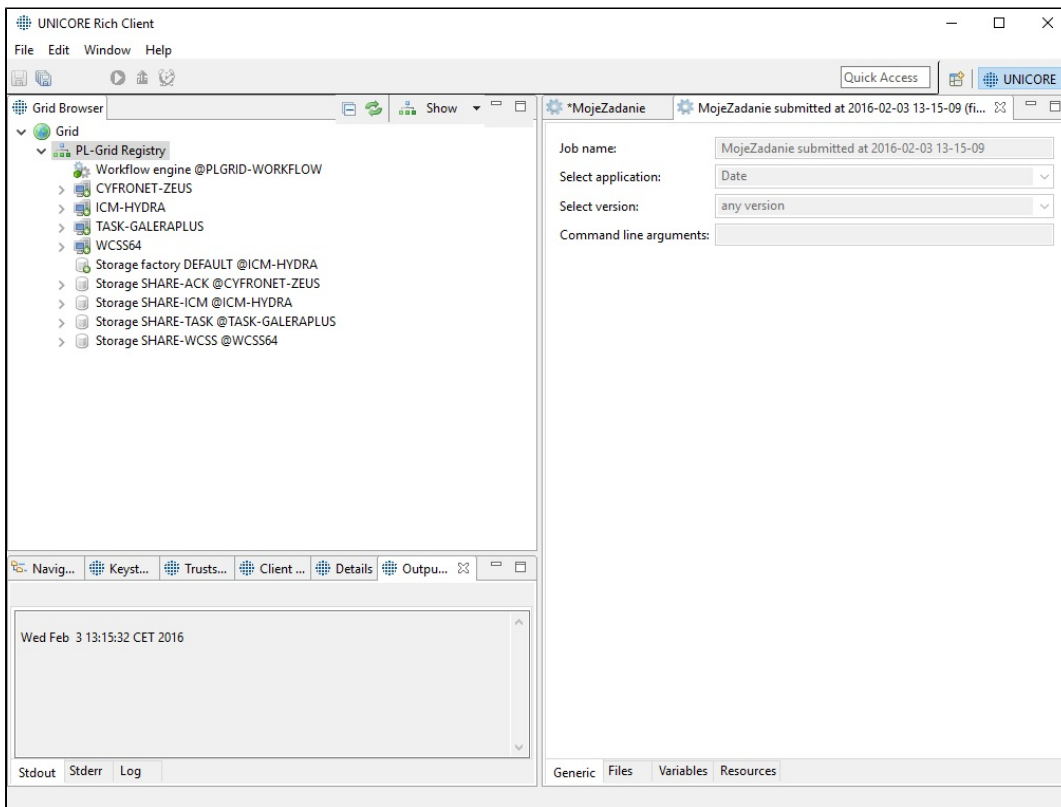 UNICORE Rich Client
File Edit Window Help
Quick Access
UNICORE
Grid Browser
Show
Grid
PL-Grid Registry
Workflow engine @PLGRID-WORKFLOW
CYFRONET-ZEUS
ICM-HYDRA
TASK-GALERAPLUS
WCSS64
Storage factory DEFAULT @ICM-HYDRA
Storage SHARE-ACK @CYFRONET-ZEUS
Storage SHARE-ICM @ICM-HYDRA
Storage SHARE-TASK @TASK-GALERAPLUS
Storage SHARE-WCSS @WCSS64
Navig... Keyst... Trusts... Client ... Details Outpu...
Wed Feb 3 13:15:32 CET 2016
Stdout Stderr Log
*MojeZadanie MojeZadanie submitted at 2016-02-03 13-15-09 (fi...
Job name: MojeZadanie submitted at 2016-02-03 13-15-09
Select application: Date
Select version: any version
Command line arguments:
Generic Files Variables Resources